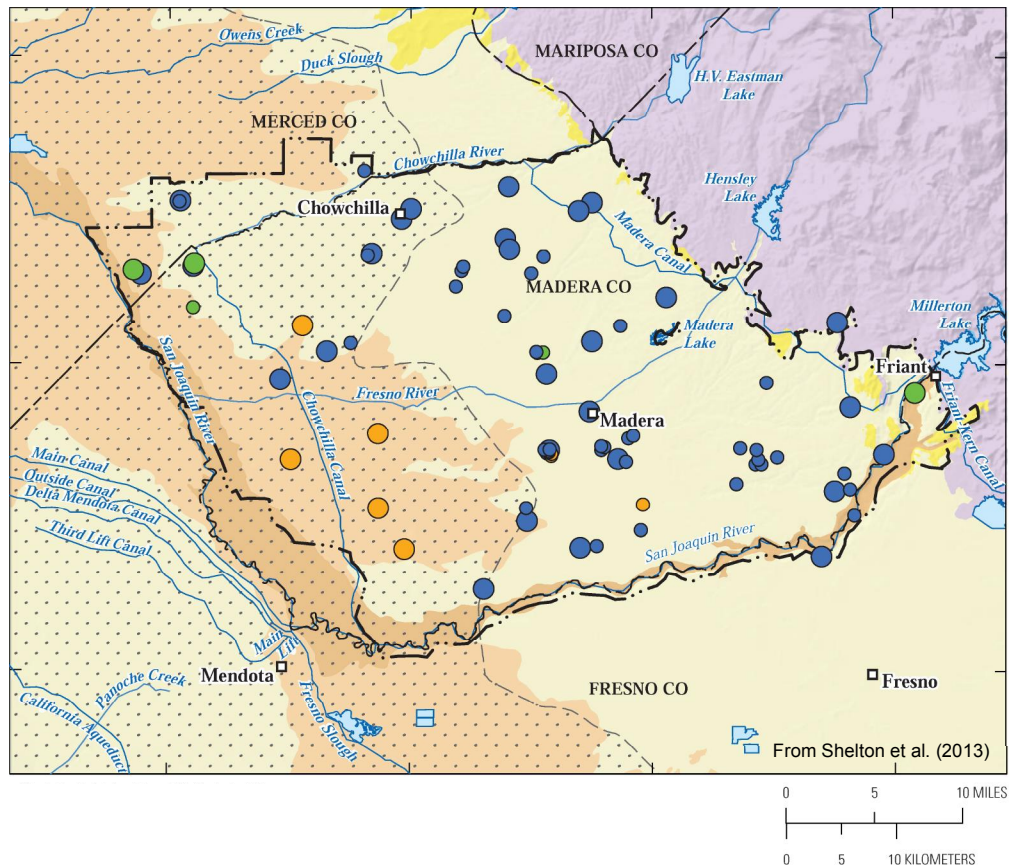 Owens Creek
Duck Slough
MARIPOSA CO
H.V. Eastman
Lake
MERCED CO
Chowchilla River
Hensley
Lake
Chowchilla
Madera Canal
MADERA CO
Millerton
Lake
Madera
Lake
Friant
San Joaquin River
Fresno River
Chowchilla Canal
Friant-Kern Canal
Madera
Main Canal
Outside Canal
Delta Mendota Canal
Third Lift Canal
San Joaquin River
Main
Lift
Mendota
Panoche Creek
Fresno
FRESNO CO
California Aqueduct
Fresno Slough
From Shelton et al. (2013)
0 5 10 MILES
0 5 10 KILOMETERS